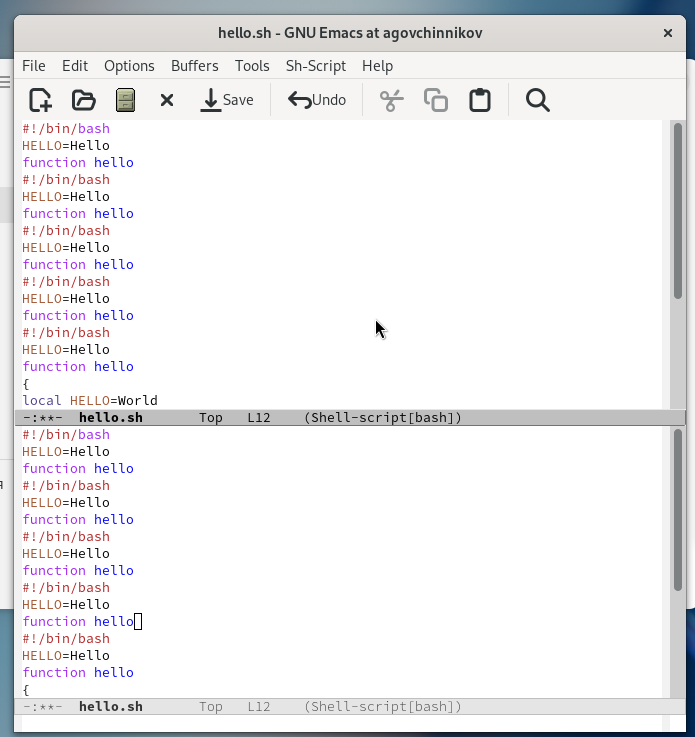 hello.sh - GNU Emacs at agovchinnikov
File Edit Options Buffers Tools Sh-Script Help
Save Undo
#!/bin/bash
HELLO=Hello
function hello
#!/bin/bash
HELLO=Hello
function hello
#!/bin/bash
HELLO=Hello
function hello
#!/bin/bash
HELLO=Hello
function hello
#!/bin/bash
HELLO=Hello
function hello
{
local HELLO=World
-:**- hello.sh Top L12 (Shell-script[bash])
#!/bin/bash
HELLO=Hello
function hello
#!/bin/bash
HELLO=Hello
function hello
#!/bin/bash
HELLO=Hello
function hello
#!/bin/bash
HELLO=Hello
function hello
#!/bin/bash
HELLO=Hello
function hello
{
-:**- hello.sh Top L12 (Shell-script[bash])